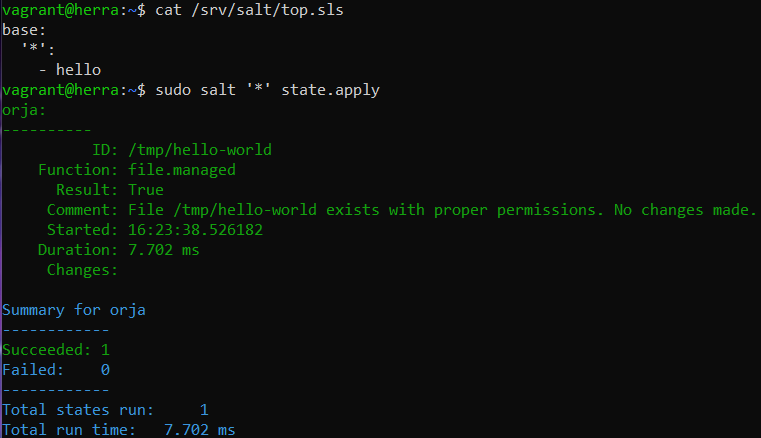 vagrant@herra:~$ cat /srv/salt/top.sls
base:
  '*':
    - hello
vagrant@herra:~$ sudo salt '*' state.apply
orja:
----------
          ID: /tmp/hello-world
    Function: file.managed
      Result: True
     Comment: File /tmp/hello-world exists with proper permissions. No changes made.
     Started: 16:23:38.526182
    Duration: 7.702 ms
     Changes:

Summary for orja
------------
Succeeded: 1
Failed:    0
------------
Total states run:     1
Total run time:   7.702 ms